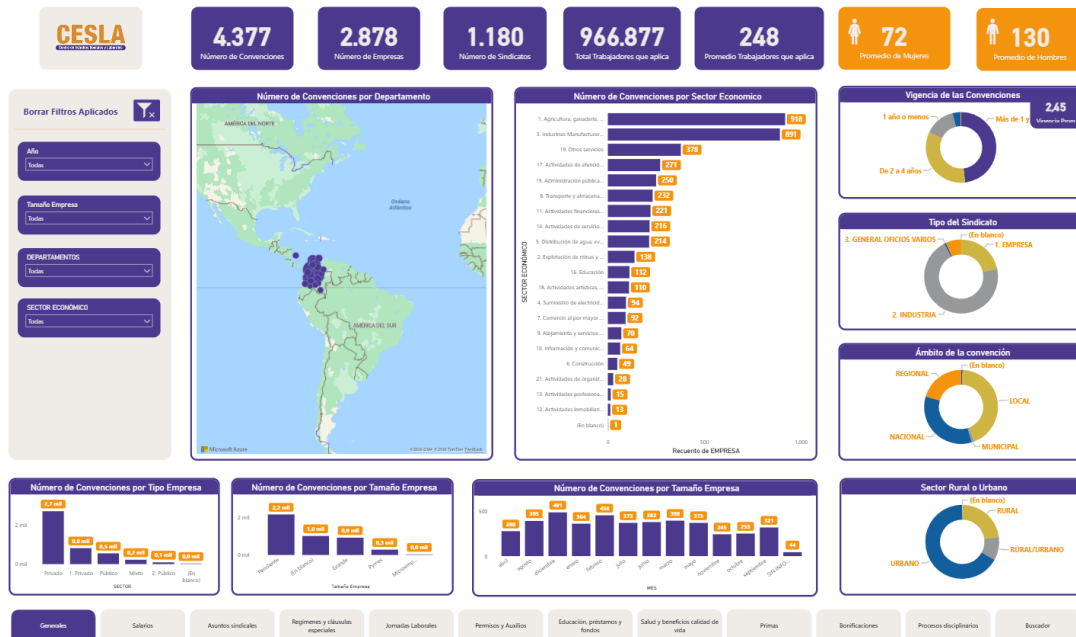 CESLA
4.377
Número de Convenciones
2.878
Número de Empresas
1.180
Número de Sindicatos
966.877
Total Trabajadores que aplica
248
Promedio Trabajadores que aplica
72
Promedio de Mujeres
130
Promedio de Hombres
Borrar Filtros Aplicados
Año
Todas
Tamaño Empresa
Todas
DEPARTAMENTOS
Todas
SECTOR ECONÓMICO
Todas
Número de Convenciones por Departamento
AMÉRICA DEL NORTE
Océano
Atlántico
AMÉRICA DEL SUR
Microsoft Azure
Número de Convenciones por Sector Economico
SECTOR ECONÓMICO
1. Agricultura, ganadería, ... 918
3. Industrias Manufacturer... 891
19. Otros servicios 378
17. Actividades de atenció... 271
15. Administración pública... 250
8. Transporte y almacena... 232
11. Actividades financieras... 221
14. Actividades de servicio... 216
5. Distribución de agua; ev... 214
2. Explotación de minas y ... 138
16. Educación 112
18. Actividades artísticas, ... 110
4. Suministro de electricid... 94
7. Comercio al por mayor ... 92
9. Alojamiento y servicios ... 70
10. Información y comunic... 64
6. Construcción 49
21. Actividades de organiz... 28
13. Actividades profesiona... 15
12. Actividades inmobiliari... 13
(En blanco) 1
0 500 1.000
Recuento de EMPRESA
Vigencia de las Convenciones
2,45
1 año o menos
Más de 1 y
De 2 a 4 años
Tipo del Sindicato
(En blanco)
3. GENERAL OFICIOS VARIOS
1. EMPRESA
2. INDUSTRIA
Ámbito de la convención
(En blanco)
REGIONAL
LOCAL
NACIONAL
MUNICIPAL
Número de Convenciones por Tipo Empresa
2,7 mil
0,8 mil
0,5 mil
0,2 mil
0,1 mil
0,0 mil
2 mil
0 mil
Privado
1. Privado
Público
Mixto
2. Público
(En
blanco)
SECTOR
Número de Convenciones por Tamaño Empresa
2,2 mil
1,0 mil
0,9 mil
0,3 mil
0,0 mil
2 mil
0 mil
Pendiente
(En blanco)
Grande
Pymes
Microemp...
Tamaño Empresa
Número de Convenciones por Tamaño Empresa
500
0
280
395
491
364
458
373
382
398
373
245
253
321
44
abril
agosto
diciembre
enero
febrero
julio
junio
marzo
mayo
noviembre
octubre
septiembre
SIN INFO...
MES
Sector Rural o Urbano
(En blanco)
RURAL
RURAL/URBANO
URBANO
Generales
Salarios
Asuntos sindicales
Regímenes y cláusulas
especiales
Jornadas Laborales
Permisos y Auxilios
Educación, préstamos y
fondos
Salud y beneficios calidad de
vida
Primas
Bonificaciones
Procesos disciplinarios
Buscador